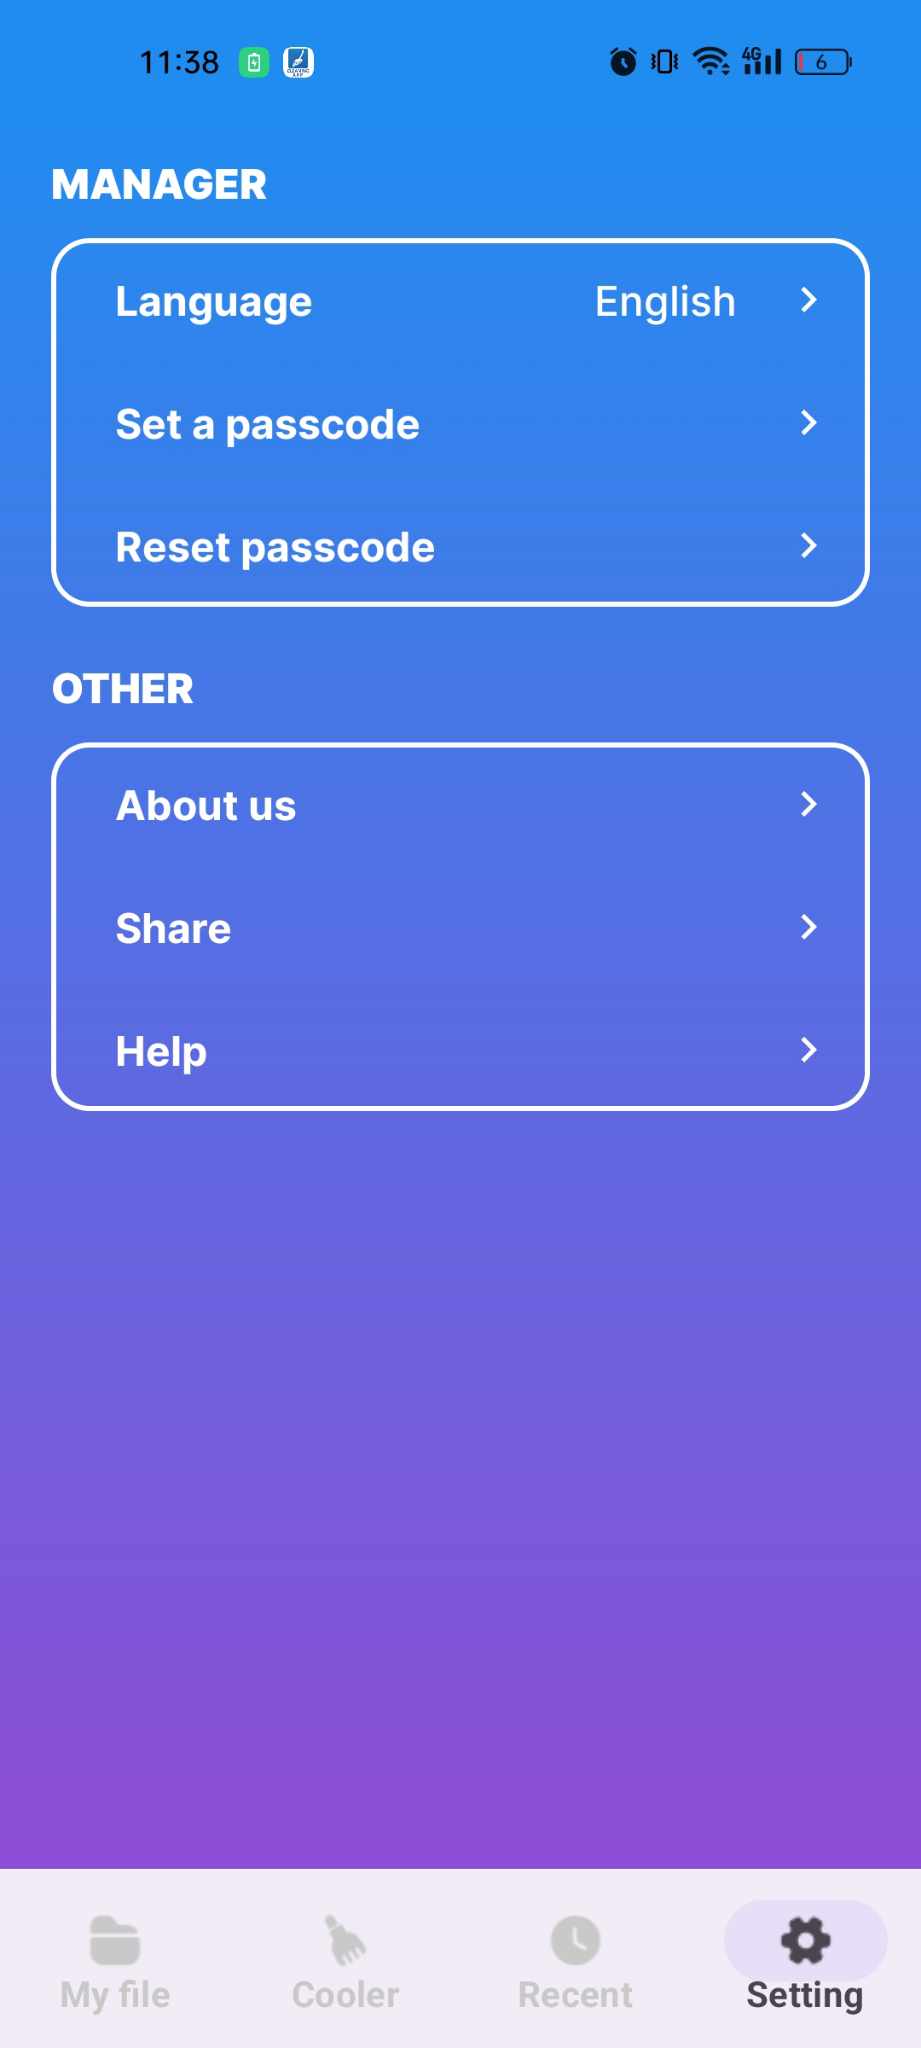 11:38 4G 6
MANAGER
Language English
Set a passcode
Reset passcode
OTHER
About us
Share
Help
My file Cooler Recent Setting